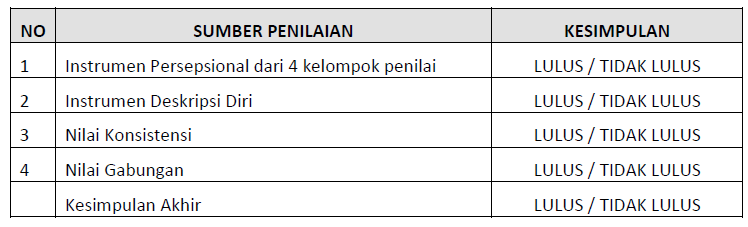 NO SUMBER PENILAIAN KESIMPULAN
1 Instrumen Persepsional dari 4 kelompok penilai LULUS / TIDAK LULUS
2 Instrumen Deskripsi Diri LULUS / TIDAK LULUS
3 Nilai Konsistensi LULUS / TIDAK LULUS
4 Nilai Gabungan LULUS / TIDAK LULUS
Kesimpulan Akhir LULUS / TIDAK LULUS